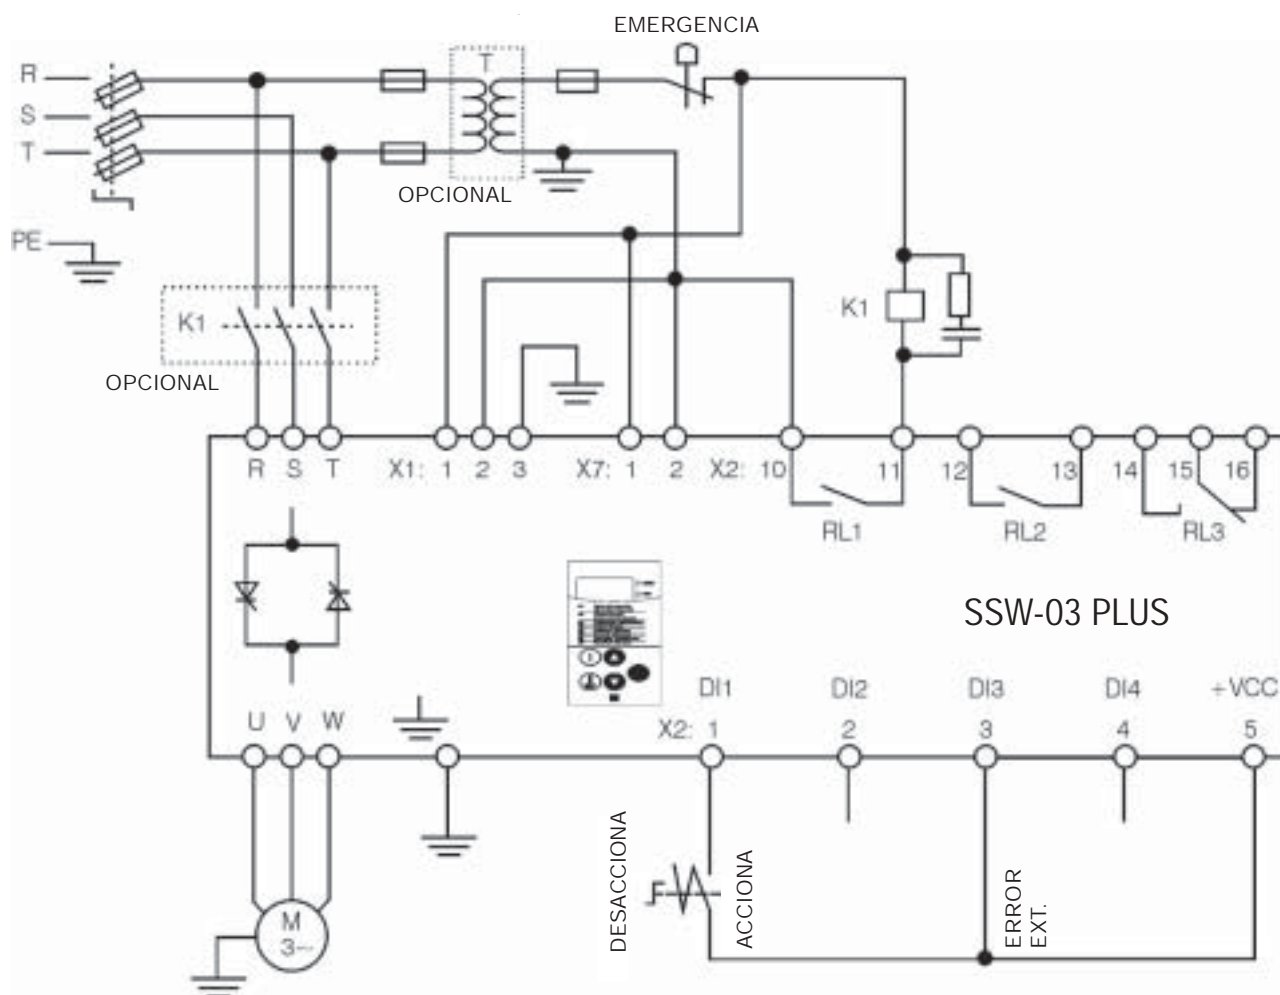 EMERGENCIA
R
T
S
T
OPCIONAL
PE
K1
K1
OPCIONAL
R S T X1: 1 2 3 X7: 1 2 X2: 10 11 12 13 14 15 16
RL1 RL2 RL3
SSW-03 PLUS
DI1 DI2 DI3 DI4 +VCC
U V W
X2: 1 2 3 4 5
DESACCIONA
ACCIONA
ERROR
EXT.
M
3~